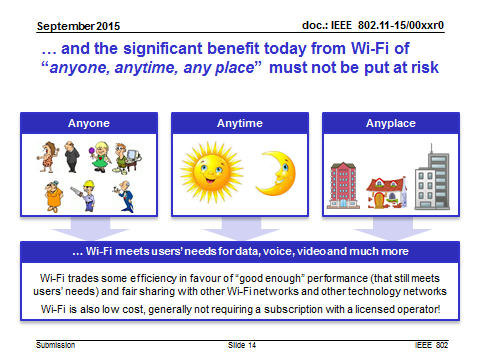 September 2015 doc.: IEEE 802.11-15/00xxr0
… and the significant benefit today from Wi-Fi of
“anyone, anytime, any place” must not be put at risk
Anyone Anytime Anyplace
… Wi-Fi meets users' needs for data, voice, video and much more
Wi-Fi trades some efficiency in favour of “good enough” performance (that still meets
users' needs) and fair sharing with other Wi-Fi networks and other technology networks
Wi-Fi is also low cost, generally not requiring a subscription with a licensed operator!
Submission Slide 14 IEEE 802